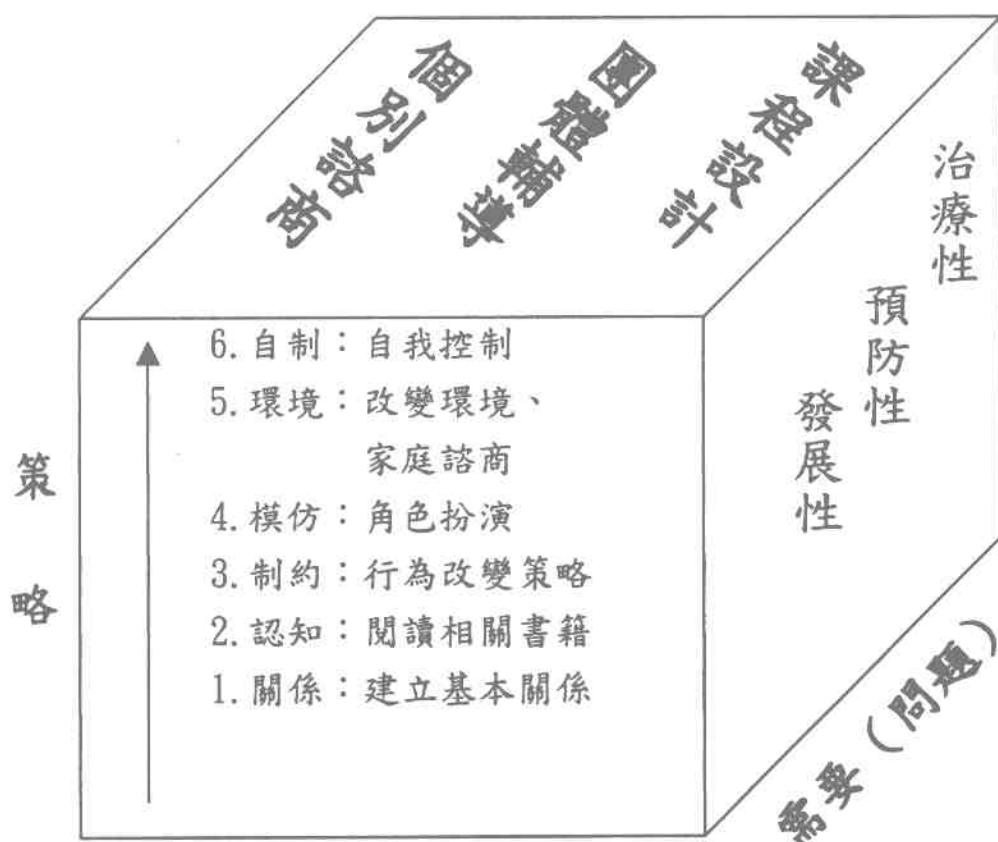 個別諮商
團體輔導
課程設計
治療性
預防性
發展性
策略
6.自制：自我控制
5.環境：改變環境、
家庭諮商
4.模仿：角色扮演
3.制約：行為改變策略
2.認知：閱讀相關書籍
1.關係：建立基本關係
需要（問題）